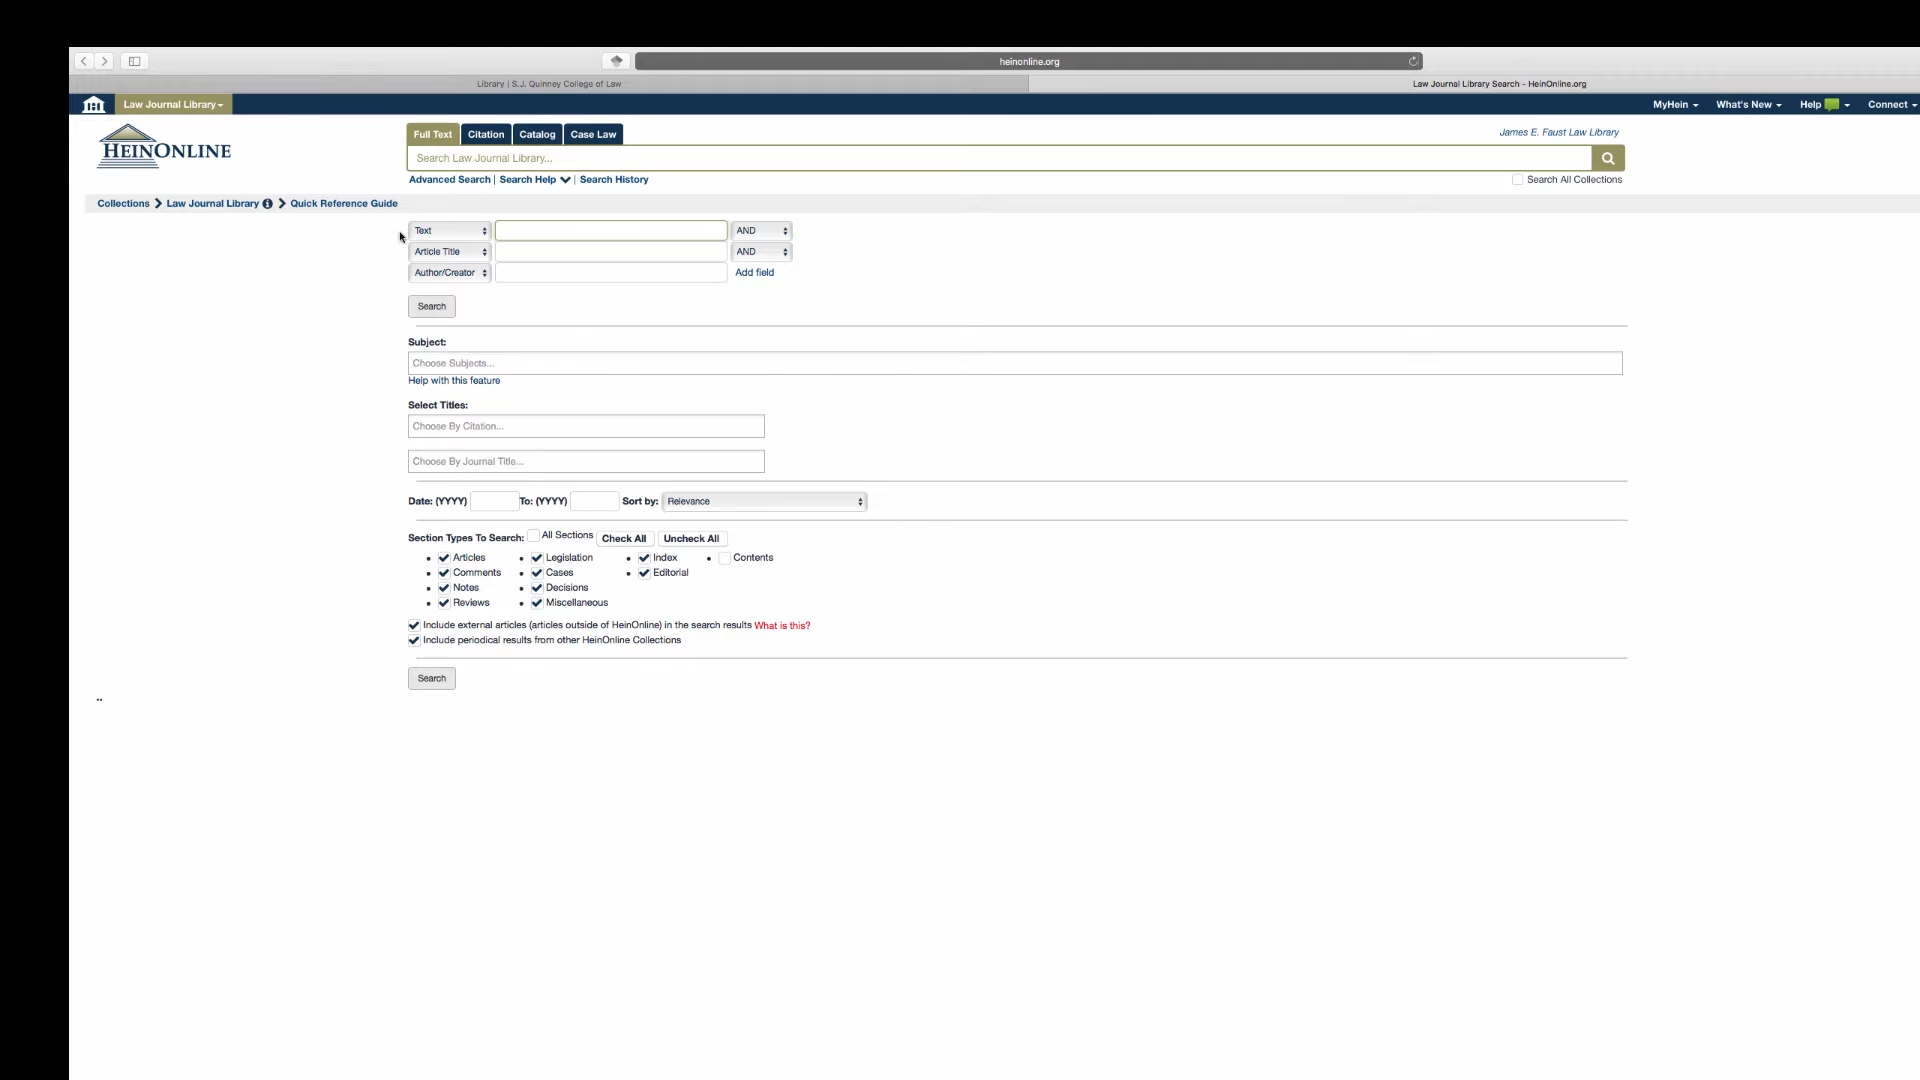 heinonline.org
Library | S.J. Quinney College of Law
Law Journal Library Search - HeinOnline.org
Law Journal Library
MyHein
What's New
Help
Connect
HEINONLINE
Full Text
Citation
Catalog
Case Law
James E. Faust Law Library
Search Law Journal Library...
Advanced Search | Search Help | Search History
Search All Collections
Collections > Law Journal Library > Quick Reference Guide
Text
AND
Article Title
AND
Author/Creator
Add field
Search
Subject:
Choose Subjects...
Help with this feature
Select Titles:
Choose By Citation...
Choose By Journal Title...
Date: (YYYY) To: (YYYY) Sort by: Relevance
Section Types To Search: All Sections Check All Uncheck All
• Articles • Legislation • Index • Contents
• Comments • Cases • Editorial
• Notes • Decisions
• Reviews • Miscellaneous
Include external articles (articles outside of HeinOnline) in the search results What is this?
Include periodical results from other HeinOnline Collections
Search
..